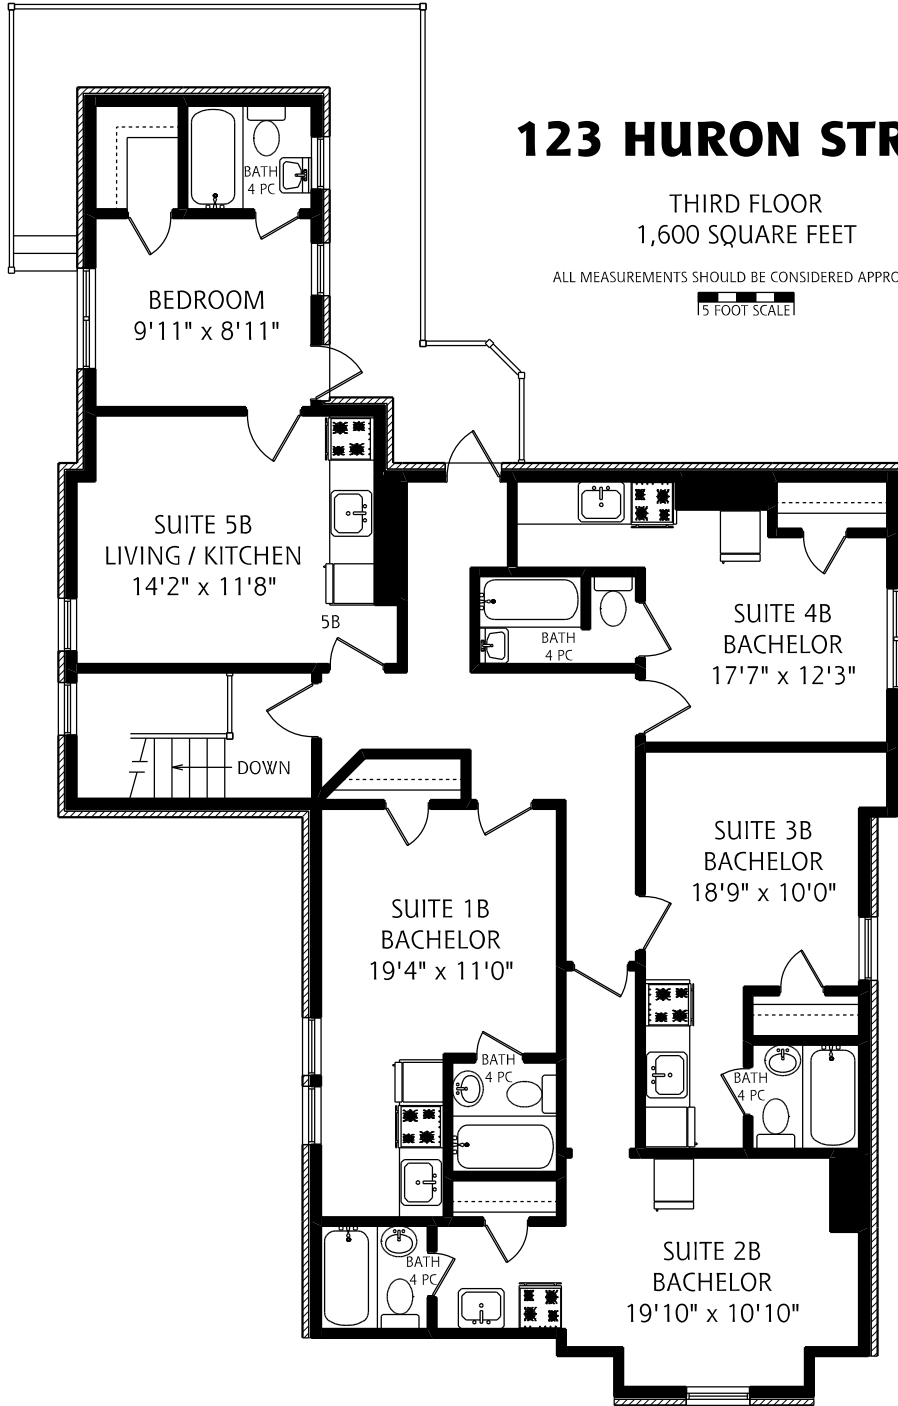 123 HURON STR
THIRD FLOOR
1,600 SQUARE FEET
ALL MEASUREMENTS SHOULD BE CONSIDERED APPRO
5 FOOT SCALE
BATH
4 PC
BEDROOM
9'11" x 8'11"
SUITE 5B
LIVING / KITCHEN
14'2" x 11'8"
5B
SUITE 4B
BACHELOR
17'7" x 12'3"
BATH
4 PC
DOWN
SUITE 3B
BACHELOR
18'9" x 10'0"
SUITE 1B
BACHELOR
19'4" x 11'0"
BATH
4 PC
BATH
4 PC
BATH
4 PC
SUITE 2B
BACHELOR
19'10" x 10'10"